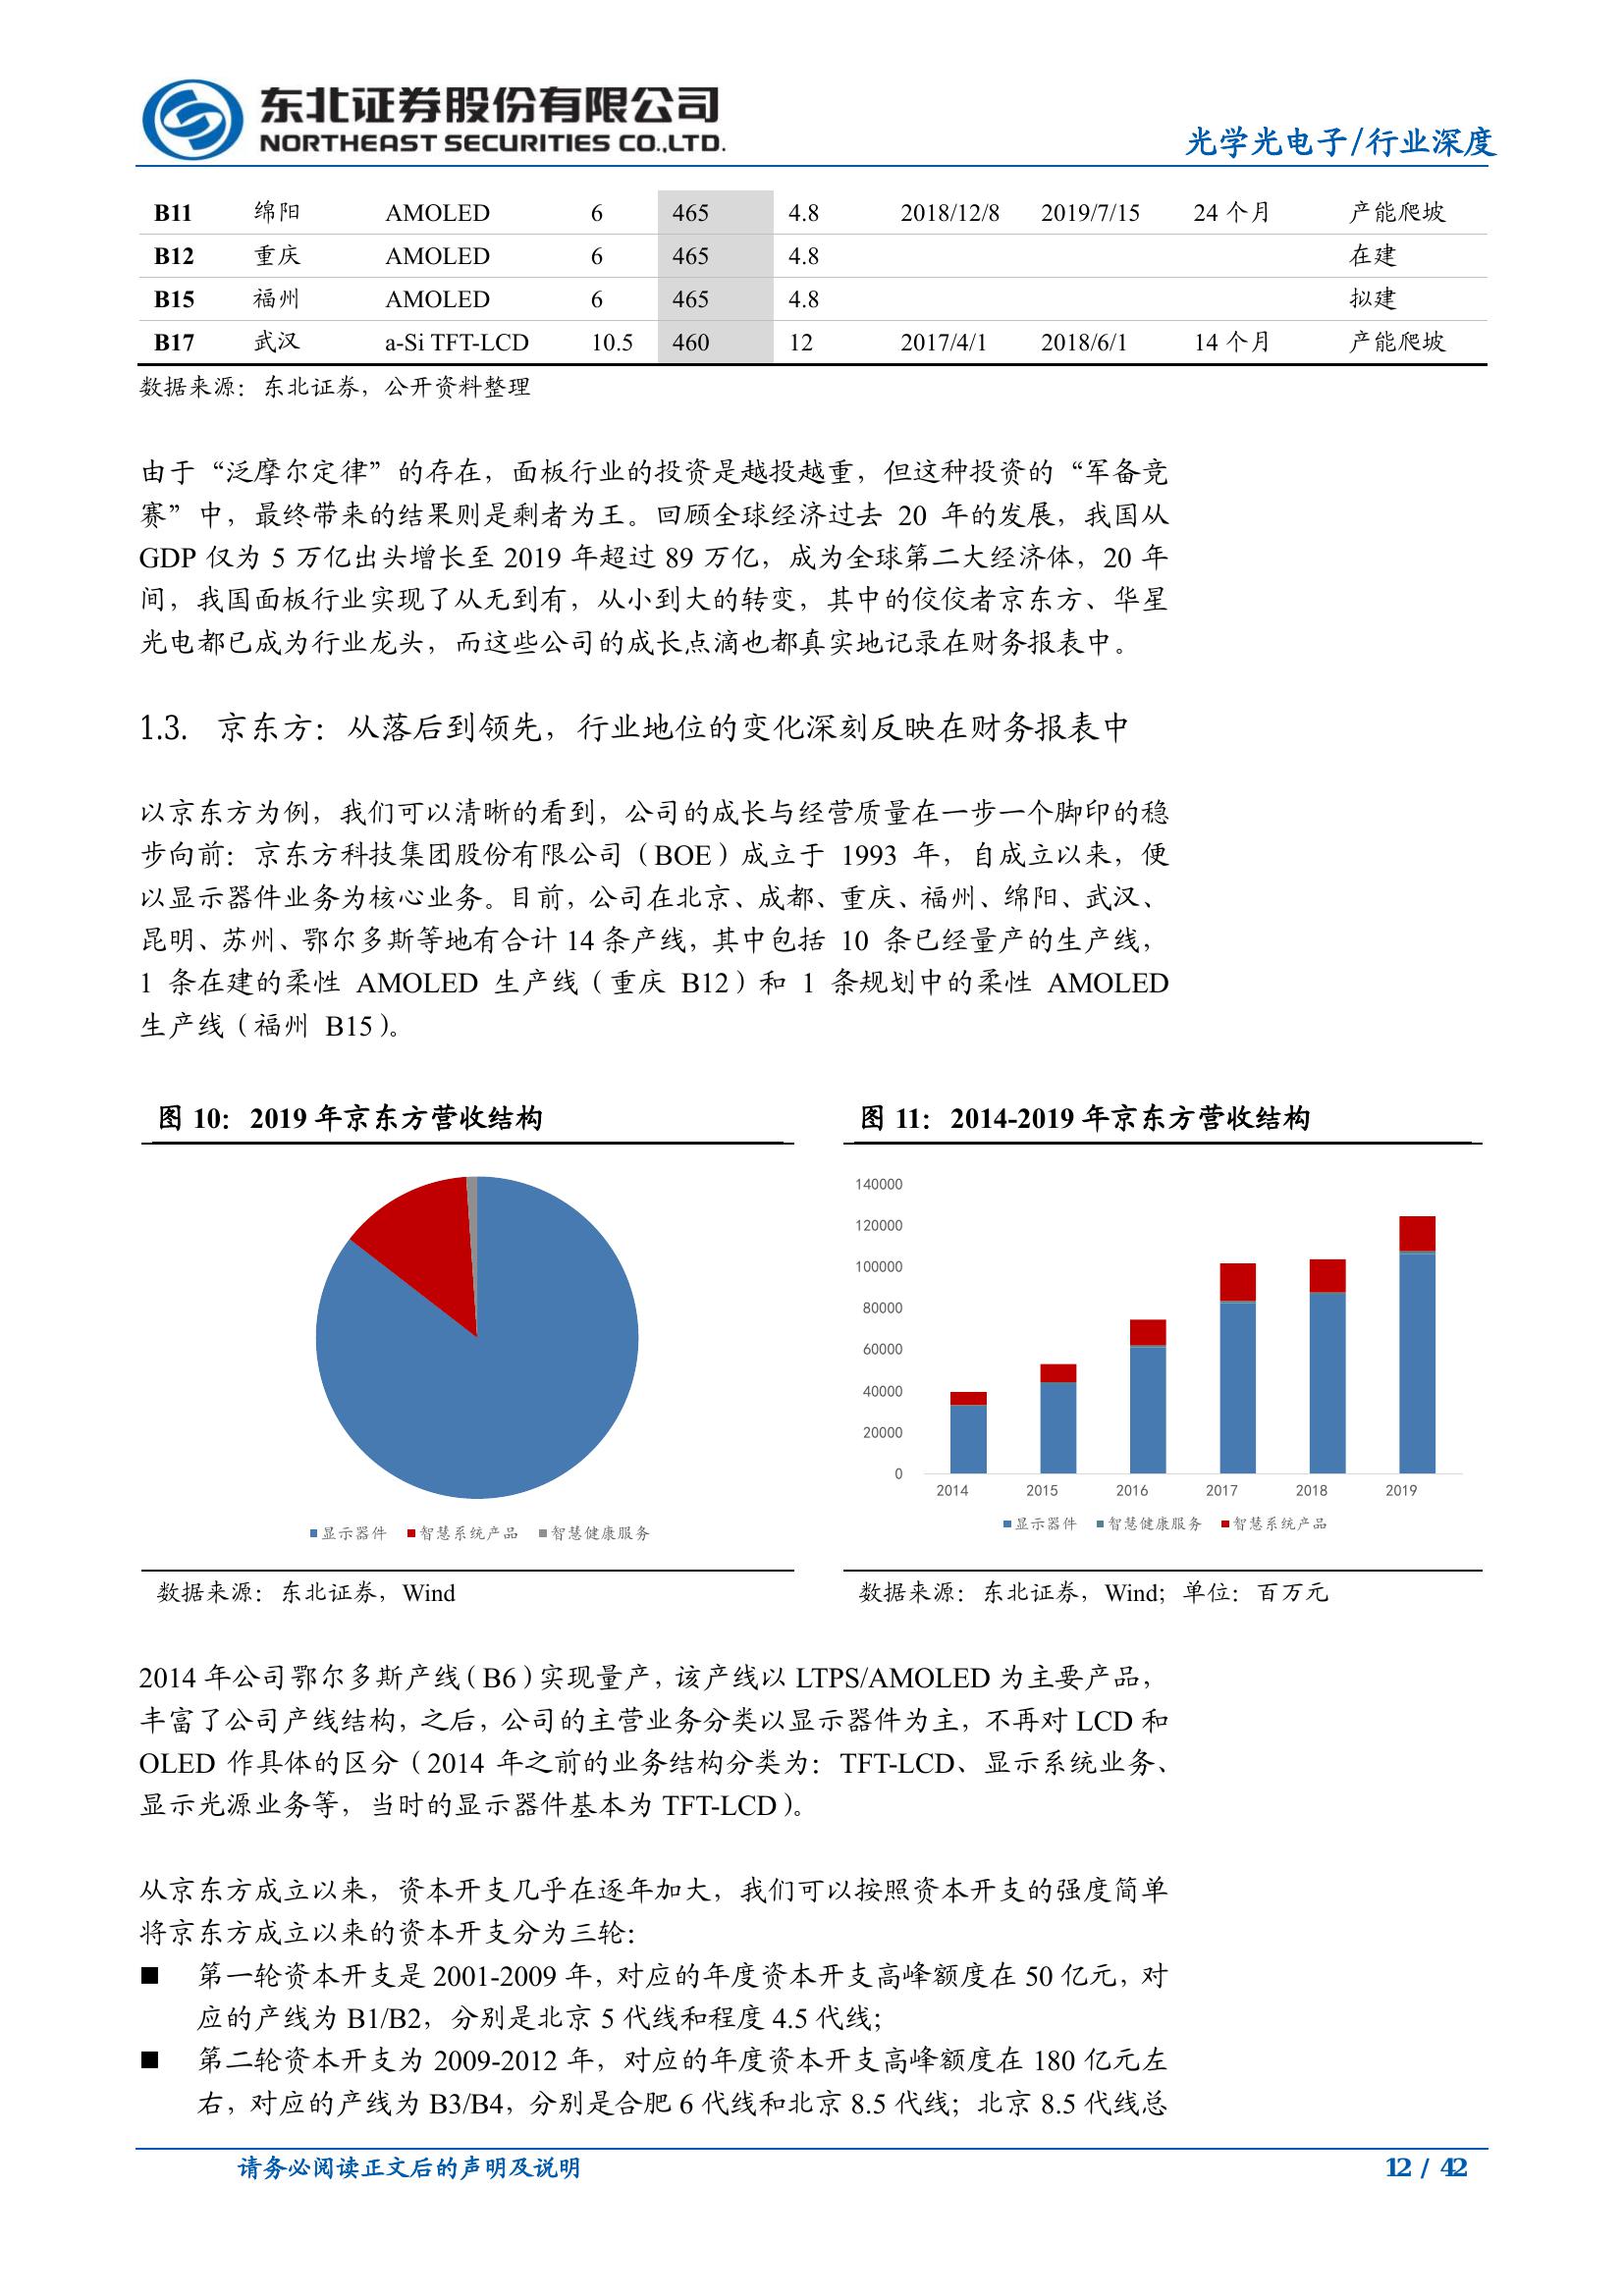 东北证券股份有限公司
NORTHEAST SECURITIES CO.,LTD.
光学光电子/行业深度
B11 绵阳 AMOLED 6 465 4.8 2018/12/8 2019/7/15 24 个月 产能爬坡
B12 重庆 AMOLED 6 465 4.8 在建
B15 福州 AMOLED 6 465 4.8 拟建
B17 武汉 a-Si TFT-LCD 10.5 460 12 2017/4/1 2018/6/1 14 个月 产能爬坡
数据来源：东北证券，公开资料整理
由于“泛摩尔定律”的存在，面板行业的投资是越投越重，但这种投资的“军备竞
赛”中，最终带来的结果则是剩者为王。回顾全球经济过去 20 年的发展，我国从
GDP 仅为 5 万亿出头增长至 2019 年超过 89 万亿，成为全球第二大经济体，20 年
间，我国面板行业实现了从无到有，从小到大的转变，其中的佼佼者京东方、华星
光电都已成为行业龙头，而这些公司的成长点滴也都真实地记录在财务报表中。
1.3. 京东方：从落后到领先，行业地位的变化深刻反映在财务报表中
以京东方为例，我们可以清晰的看到，公司的成长与经营质量在一步一个脚印的稳
步向前：京东方科技集团股份有限公司（BOE）成立于 1993 年，自成立以来，便
以显示器件业务为核心业务。目前，公司在北京、成都、重庆、福州、绵阳、武汉、
昆明、苏州、鄂尔多斯等地有合计 14 条产线，其中包括 10 条已经量产的生产线，
1 条在建的柔性 AMOLED 生产线（重庆 B12）和 1 条规划中的柔性 AMOLED
生产线（福州 B15）。
图 10：2019 年京东方营收结构
显示器件 智慧系统产品 智慧健康服务
数据来源：东北证券，Wind
图 11：2014-2019 年京东方营收结构
140000
120000
100000
80000
60000
40000
20000
0
2014 2015 2016 2017 2018 2019
显示器件 智慧健康服务 智慧系统产品
数据来源：东北证券，Wind；单位：百万元
2014 年公司鄂尔多斯产线（B6）实现量产，该产线以 LTPS/AMOLED 为主要产品，
丰富了公司产线结构，之后，公司的主营业务分类以显示器件为主，不再对 LCD 和
OLED 作具体的区分（2014 年之前的业务结构分类为：TFT-LCD、显示系统业务、
显示光源业务等，当时的显示器件基本为 TFT-LCD）。
从京东方成立以来，资本开支几乎在逐年加大，我们可以按照资本开支的强度简单
将京东方成立以来的资本开支分为三轮：
■ 第一轮资本开支是 2001-2009 年，对应的年度资本开支高峰额度在 50 亿元，对
应的产线为 B1/B2，分别是北京 5 代线和程度 4.5 代线；
■ 第二轮资本开支为 2009-2012 年，对应的年度资本开支高峰额度在 180 亿元左
右，对应的产线为 B3/B4，分别是合肥 6 代线和北京 8.5 代线；北京 8.5 代线总
请务必阅读正文后的声明及说明
12 / 42